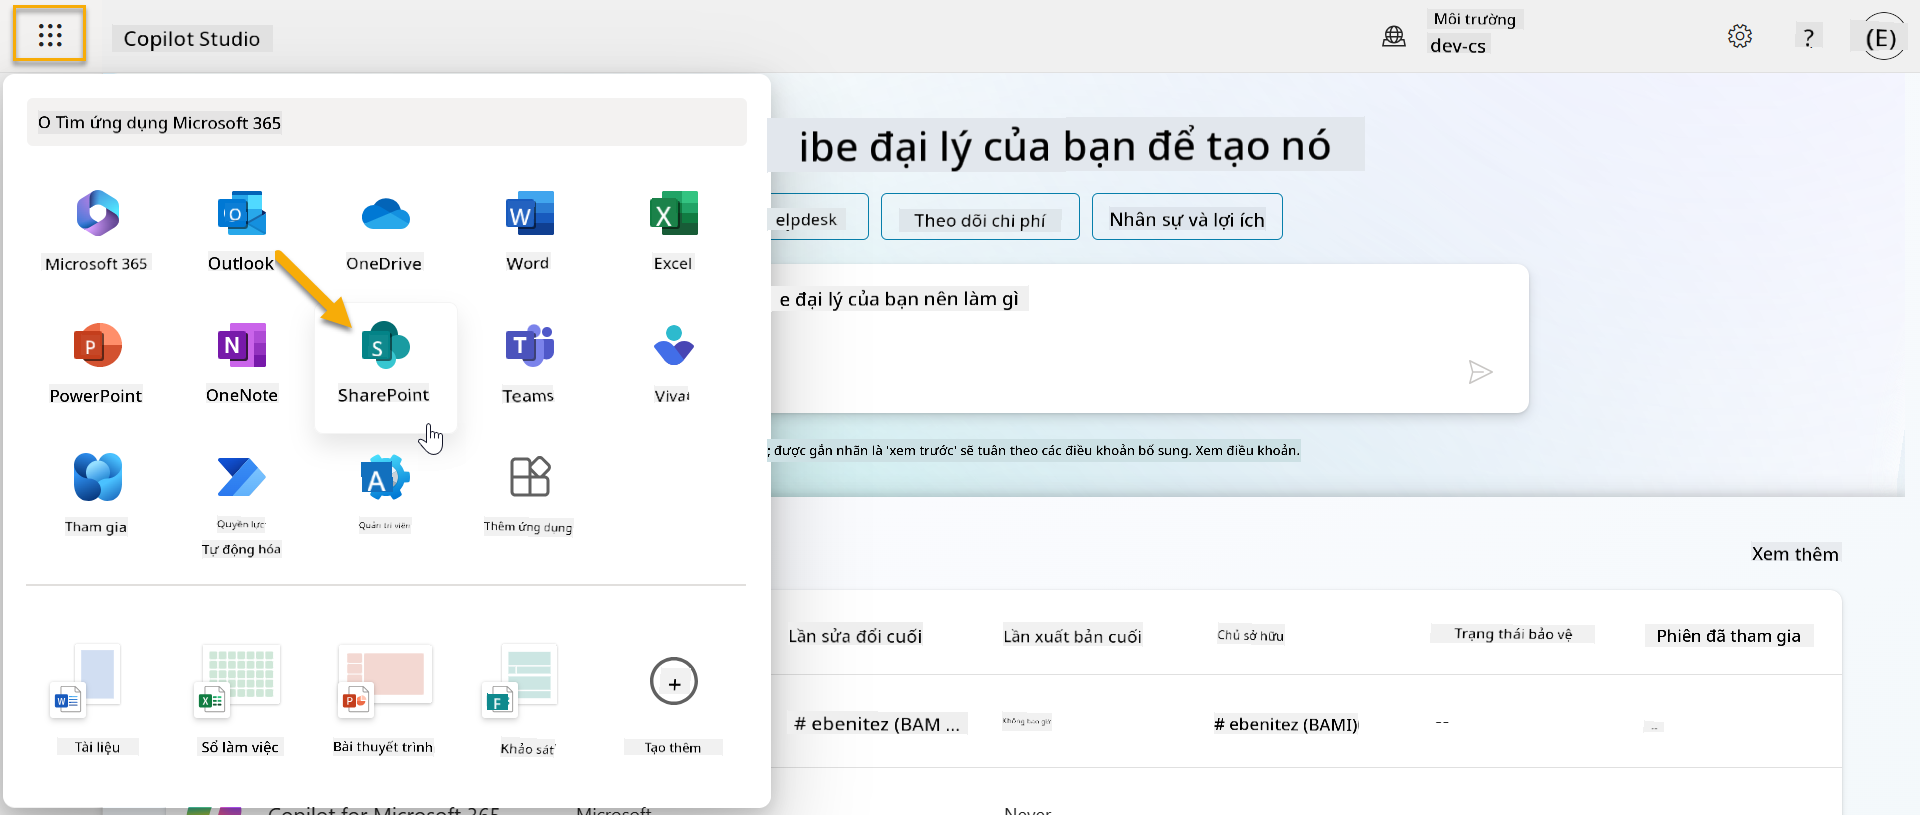 Copilot Studio
Môi trường
dev-cs
?
(E)
O Tìm ứng dụng Microsoft 365
Microsoft 365
Outlook
OneDrive
Word
Excel
PowerPoint
OneNote
SharePoint
Teams
Viva
Tham gia
Quyền lực
Tự động hóa
Quản trị viên
Thêm ứng dụng
Tài liệu
Sổ làm việc
Bài thuyết trình
Khảo sát
Tạo thêm
ibe đại lý của bạn để tạo nó
elpdesk
Theo dõi chi phí
Nhân sự và lợi ích
e đại lý của bạn nên làm gì
; được gắn nhãn là 'xem trước' sẽ tuân theo các điều khoản bổ sung. Xem điều khoản.
Xem thêm
Lần sửa đổi cuối
Lần xuất bản cuối
Chủ sở hữu
Trạng thái bảo vệ
Phiên đã tham gia
# ebenitez (BAM ...
Không bao giờ
# ebenitez (BAMI)
--
--
Copilot for Microsoft 365
Microsoft
Never